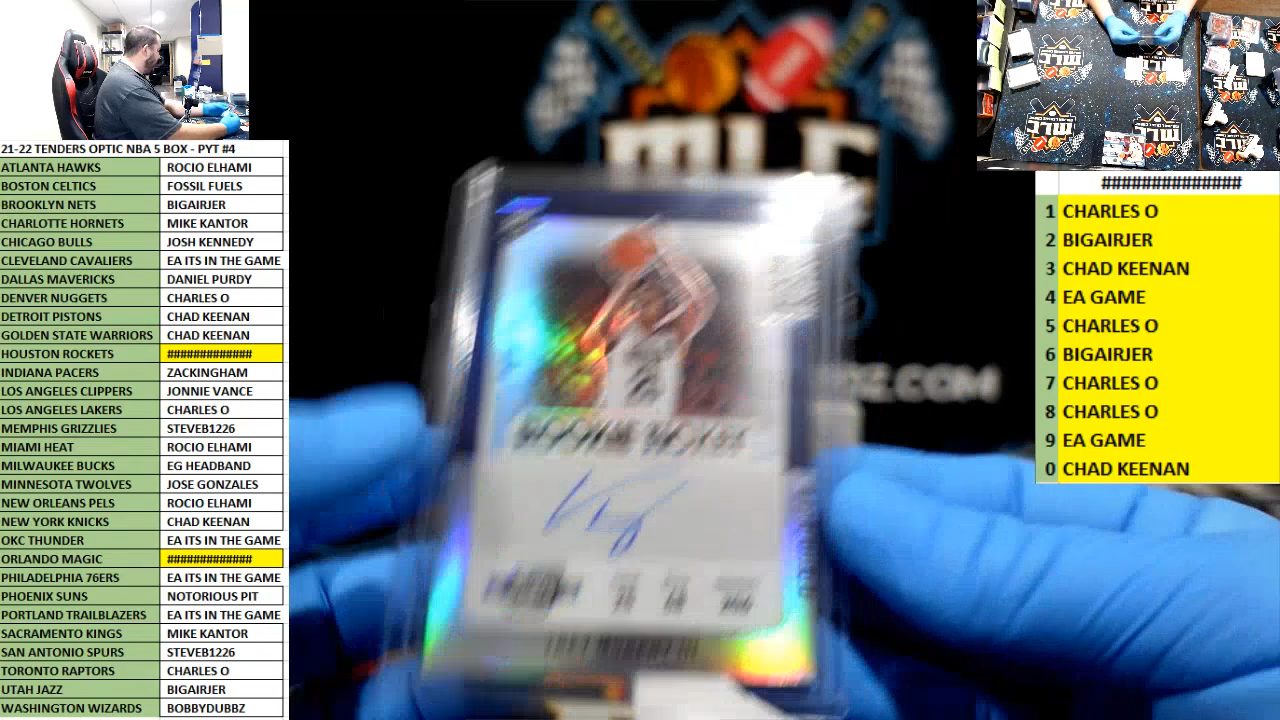 21-22 TENDERS OPTIC NBA 5 BOX - PYT #4
ATLANTA HAWKS ROCIO ELHAMI
BOSTON CELTICS FOSSIL FUELS
BROOKLYN NETS BIGAIRJER
CHARLOTTE HORNETS MIKE KANTOR
CHICAGO BULLS JOSH KENNEDY
CLEVELAND CAVALIERS EA ITS IN THE GAME
DALLAS MAVERICKS DANIEL PURDY
DENVER NUGGETS CHARLES O
DETROIT PISTONS CHAD KEENAN
GOLDEN STATE WARRIORS CHAD KEENAN
HOUSTON ROCKETS #############
INDIANA PACERS ZACKINGHAM
LOS ANGELES CLIPPERS JONNIE VANCE
LOS ANGELES LAKERS CHARLES O
MEMPHIS GRIZZLIES STEVEB1226
MIAMI HEAT ROCIO ELHAMI
MILWAUKEE BUCKS EG HEADBAND
MINNESOTA TWOLVES JOSE GONZALES
NEW ORLEANS PELS ROCIO ELHAMI
NEW YORK KNICKS CHAD KEENAN
OKC THUNDER EA ITS IN THE GAME
ORLANDO MAGIC #############
PHILADELPHIA 76ERS EA ITS IN THE GAME
PHOENIX SUNS NOTORIOUS PIT
PORTLAND TRAILBLAZERS EA ITS IN THE GAME
SACRAMENTO KINGS MIKE KANTOR
SAN ANTONIO SPURS STEVEB1226
TORONTO RAPTORS CHARLES O
UTAH JAZZ BIGAIRJER
WASHINGTON WIZARDS BOBBYDUBBZ
MLC
.COM
##############
1 CHARLES O
2 BIGAIRJER
3 CHAD KEENAN
4 EA GAME
5 CHARLES O
6 BIGAIRJER
7 CHARLES O
8 CHARLES O
9 EA GAME
0 CHAD KEENAN